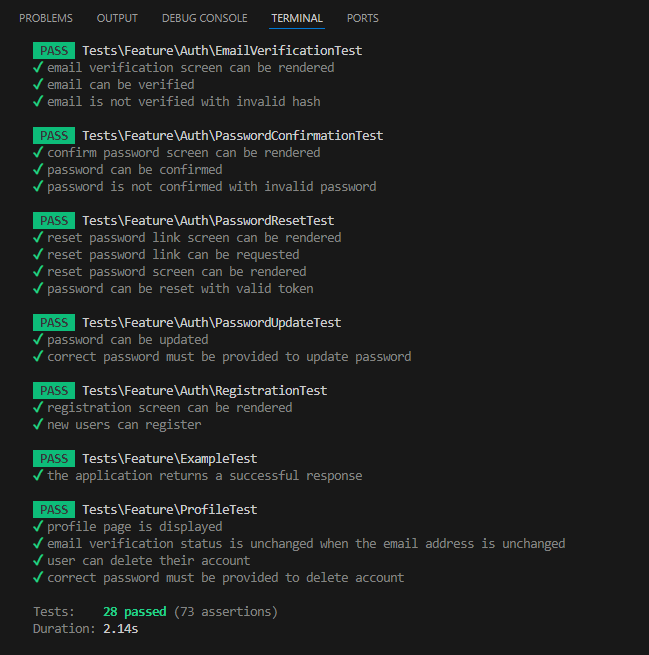 PROBLEMS OUTPUT DEBUG CONSOLE TERMINAL PORTS
PASS Tests\Feature\Auth\EmailVerificationTest
✓ email verification screen can be rendered
✓ email can be verified
✓ email is not verified with invalid hash
PASS Tests\Feature\Auth\PasswordConfirmationTest
✓ confirm password screen can be rendered
✓ password can be confirmed
✓ password is not confirmed with invalid password
PASS Tests\Feature\Auth\PasswordResetTest
✓ reset password link screen can be rendered
✓ reset password link can be requested
✓ reset password screen can be rendered
✓ password can be reset with valid token
PASS Tests\Feature\Auth\PasswordUpdateTest
✓ password can be updated
✓ correct password must be provided to update password
PASS Tests\Feature\Auth\RegistrationTest
✓ registration screen can be rendered
✓ new users can register
PASS Tests\Feature\ExampleTest
✓ the application returns a successful response
PASS Tests\Feature\ProfileTest
✓ profile page is displayed
✓ email verification status is unchanged when the email address is unchanged
✓ user can delete their account
✓ correct password must be provided to delete account
Tests: 28 passed (73 assertions)
Duration: 2.14s